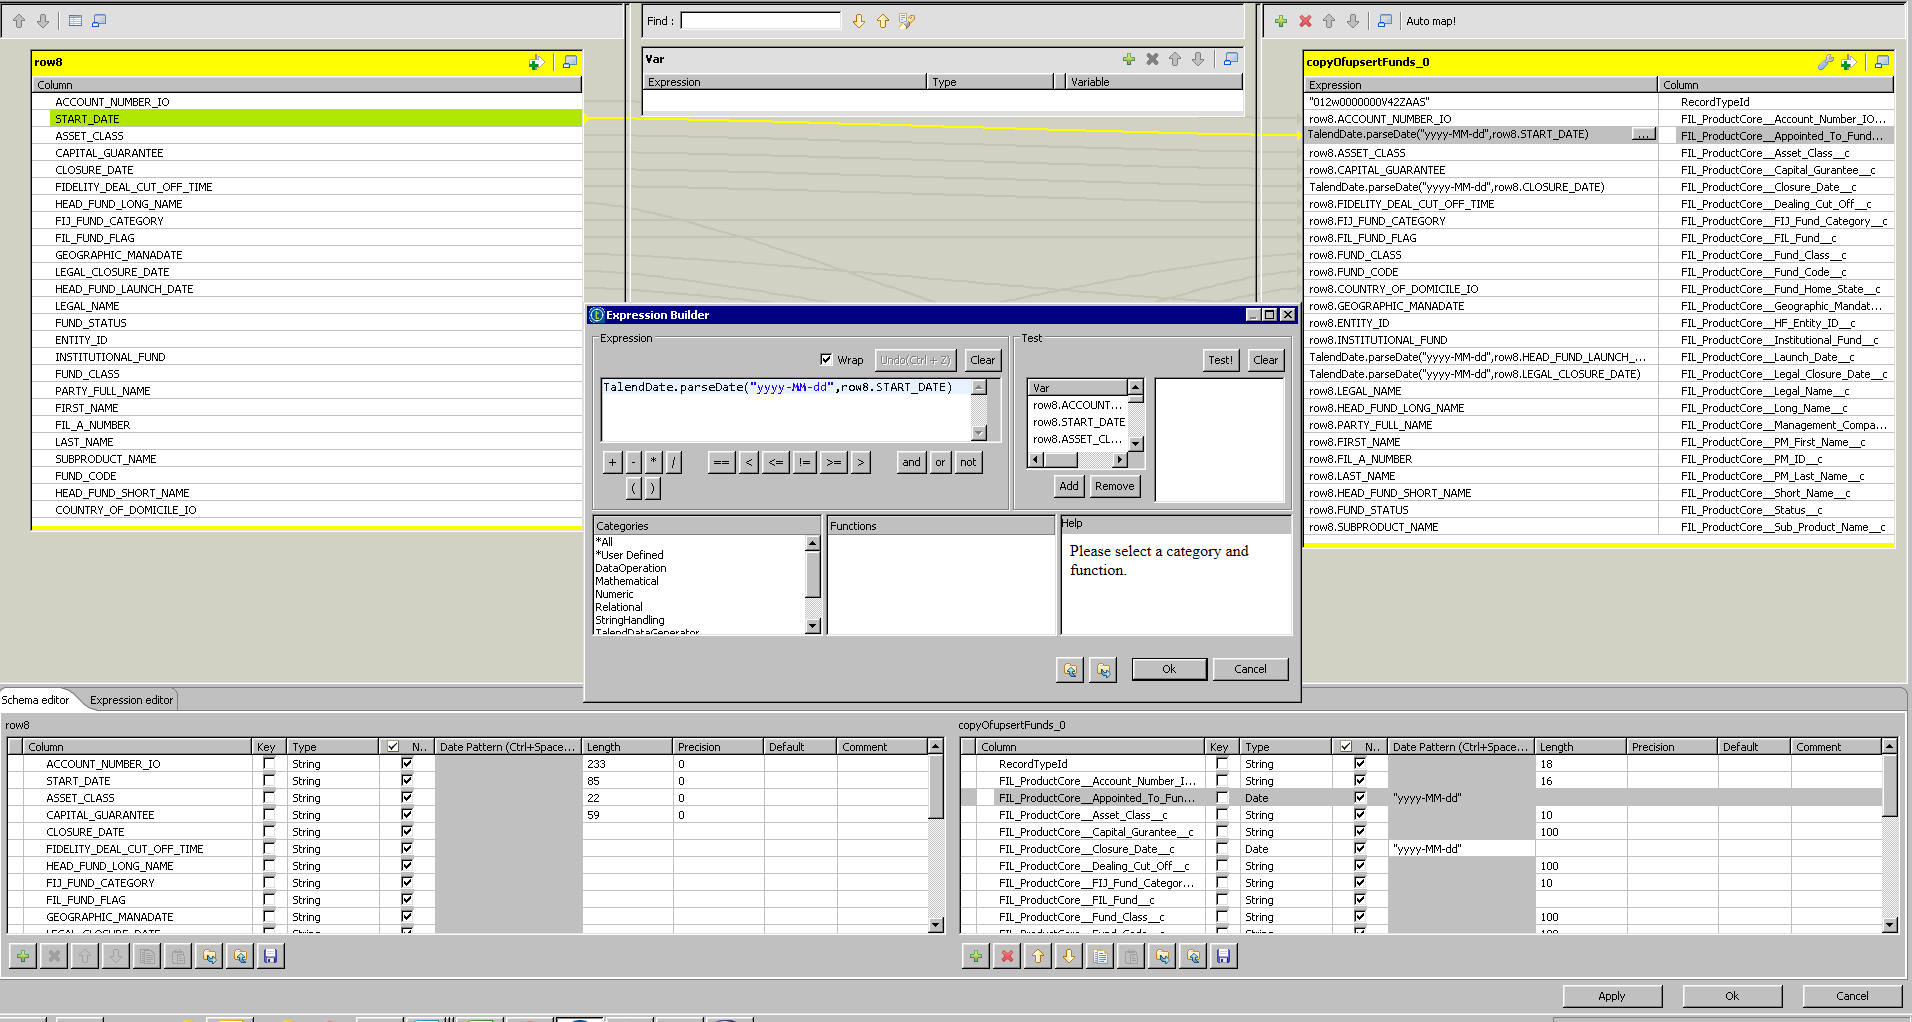 Find :
Auto map!
row8
Column
ACCOUNT_NUMBER_IO
START_DATE
ASSET_CLASS
CAPITAL_GUARANTEE
CLOSURE_DATE
FIDELITY_DEAL_CUT_OFF_TIME
HEAD_FUND_LONG_NAME
FIJ_FUND_CATEGORY
FIL_FUND_FLAG
GEOGRAPHIC_MANADATE
LEGAL_CLOSURE_DATE
HEAD_FUND_LAUNCH_DATE
LEGAL_NAME
FUND_STATUS
ENTITY_ID
INSTITUTIONAL_FUND
FUND_CLASS
PARTY_FULL_NAME
FIRST_NAME
FIL_A_NUMBER
LAST_NAME
SUBPRODUCT_NAME
FUND_CODE
HEAD_FUND_SHORT_NAME
COUNTRY_OF_DOMICILE_IO
Var
Expression Type Variable
copyOfupsertFunds_0
Expression Column
"012w0000000V42ZAAS" RecordTypeId
row8.ACCOUNT_NUMBER_IO FIL_ProductCore__Account_Number_IO...
TalendDate.parseDate("yyyy-MM-dd",row8.START_DATE) ... FIL_ProductCore__Appointed_To_Fund...
row8.ASSET_CLASS FIL_ProductCore__Asset_Class__c
row8.CAPITAL_GUARANTEE FIL_ProductCore__Capital_Gurantee__c
TalendDate.parseDate("yyyy-MM-dd",row8.CLOSURE_DATE) FIL_ProductCore__Closure_Date__c
row8.FIDELITY_DEAL_CUT_OFF_TIME FIL_ProductCore__Dealing_Cut_Off__c
row8.FIJ_FUND_CATEGORY FIL_ProductCore__FIJ_Fund_Category__c
row8.FIL_FUND_FLAG FIL_ProductCore__FIL_Fund__c
row8.FUND_CLASS FIL_ProductCore__Fund_Class__c
row8.FUND_CODE FIL_ProductCore__Fund_Code__c
row8.COUNTRY_OF_DOMICILE_IO FIL_ProductCore__Fund_Home_State__c
row8.GEOGRAPHIC_MANADATE FIL_ProductCore__Geographic_Mandat...
row8.ENTITY_ID FIL_ProductCore__HF_Entity_ID__c
row8.INSTITUTIONAL_FUND FIL_ProductCore__Institutional_Fund__c
TalendDate.parseDate("yyyy-MM-dd",row8.HEAD_FUND_LAUNCH_... FIL_ProductCore__Launch_Date__c
TalendDate.parseDate("yyyy-MM-dd",row8.LEGAL_CLOSURE_DATE) FIL_ProductCore__Legal_Closure_Date__c
row8.LEGAL_NAME FIL_ProductCore__Legal_Name__c
row8.HEAD_FUND_LONG_NAME FIL_ProductCore__Long_Name__c
row8.PARTY_FULL_NAME FIL_ProductCore__Management_Compa...
row8.FIRST_NAME FIL_ProductCore__PM_First_Name__c
row8.FIL_A_NUMBER FIL_ProductCore__PM_ID__c
row8.LAST_NAME FIL_ProductCore__PM_Last_Name__c
row8.HEAD_FUND_SHORT_NAME FIL_ProductCore__Short_Name__c
row8.FUND_STATUS FIL_ProductCore__Status__c
row8.SUBPRODUCT_NAME FIL_ProductCore__Sub_Product_Name__c
Expression Builder
Expression
Wrap Undo(Ctrl + Z) Clear
TalendDate.parseDate("yyyy-MM-dd",row8.START_DATE)
+ - * / == < <= != >= > and or not
( )
Test
Test! Clear
Var
row8.ACCOUNT...
row8.START_DATE
row8.ASSET_CL...
Add Remove
Categories
*All
*User Defined
DataOperation
Mathematical
Numeric
Relational
StringHandling
TalendDataGenerator
Functions
Help
Please select a category and
function.
Ok Cancel
Schema editor Expression editor
row8
Column Key Type N.. Date Pattern (Ctrl+Space... Length Precision Default Comment
ACCOUNT_NUMBER_IO String 233 0
START_DATE String 85 0
ASSET_CLASS String 22 0
CAPITAL_GUARANTEE String 59 0
CLOSURE_DATE String
FIDELITY_DEAL_CUT_OFF_TIME String
HEAD_FUND_LONG_NAME String
FIJ_FUND_CATEGORY String
FIL_FUND_FLAG String
GEOGRAPHIC_MANADATE String
LEGAL_CLOSURE_DATE String
copyOfupsertFunds_0
Column Key Type N.. Date Pattern (Ctrl+Space... Length Precision Default Comment
RecordTypeId String 18
FIL_ProductCore__Account_Number_I... String 16
FIL_ProductCore__Appointed_To_Fun... Date "yyyy-MM-dd"
FIL_ProductCore__Asset_Class__c String 10
FIL_ProductCore__Capital_Gurantee__c String 100
FIL_ProductCore__Closure_Date__c Date "yyyy-MM-dd"
FIL_ProductCore__Dealing_Cut_Off__c String 100
FIL_ProductCore__FIJ_Fund_Categor... String 10
FIL_ProductCore__FIL_Fund__c String
FIL_ProductCore__Fund_Class__c String 100
FIL_ProductCore__Fund_Code__c String 100
Apply Ok Cancel